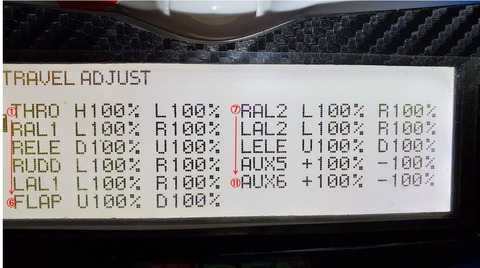 TRAVEL ADJUST
①THRO H100% L100%
RAL1 L100% R100%
RELE D100% U100%
RUDD L100% R100%
LAL1 L100% R100%
⑥FLAP U100% D100%
⑦RAL2 L100% R100%
LAL2 L100% R100%
LELE U100% D100%
AUX5 +100% -100%
⑪AUX6 +100% -100%